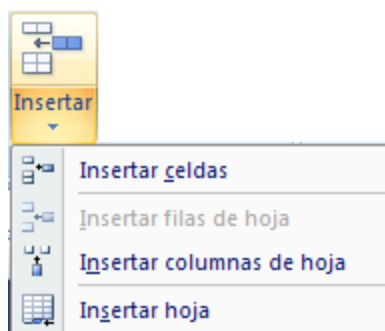 Insertar
Insertar celdas
Insertar filas de hoja
Insertar columnas de hoja
Insertar hoja